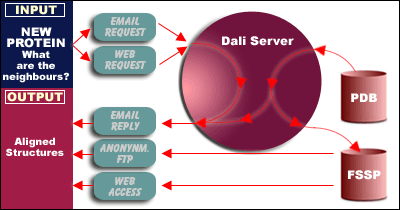 INPUT
NEW
PROTEIN
What
are the
neighbours?
OUTPUT
Aligned
Structures
EMAIL
REQUEST
WEB
REQUEST
EMAIL
REPLY
ANONYNM.
FTP
WEB
ACCESS
Dali Server
PDB
FSSP